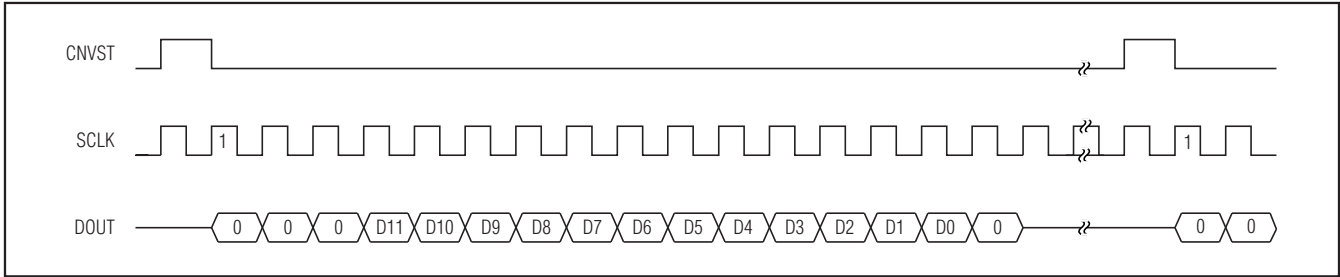 CNVST
SCLK 1 1
DOUT 0 0 0 D11 D10 D9 D8 D7 D6 D5 D4 D3 D2 D1 D0 0 0 0